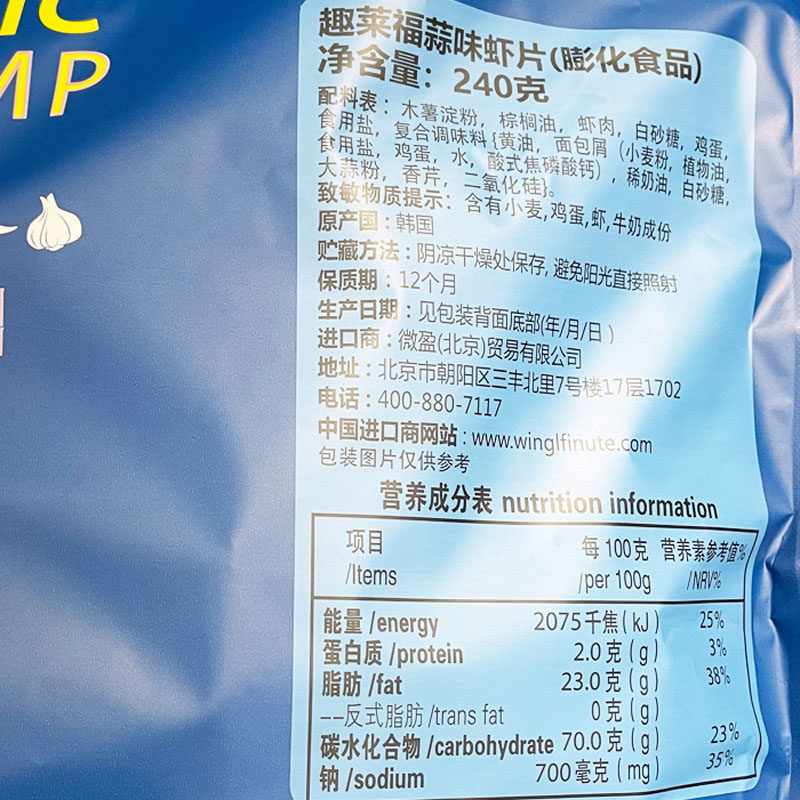 IC
MP
趣莱福蒜味虾片(膨化食品)
净含量：240克
配料表：木薯淀粉，棕榈油，虾肉，白砂糖，鸡蛋，
食用盐，复合调味料{黄油，面包屑（小麦粉，植物油，
食用盐，鸡蛋，水，酸式焦磷酸钙），稀奶油，白砂糖，
大蒜粉，香芹，二氧化硅}。
致敏物质提示：含有小麦,鸡蛋,虾,牛奶成份
原产国：韩国
贮藏方法：阴凉干燥处保存, 避免阳光直接照射
保质期：12个月
生产日期：见包装背面底部(年/月/日）
进口商：微盈(北京)贸易有限公司
地址：北京市朝阳区三丰北里7号楼17层1702
电话：400-880-7117
中国进口商网站：www.winglfinute.com
包装图片仅供参考
营养成分表 nutrition information
项目 每 100克 营养素参考值%
/Items /per 100g /NRV%
能量 /energy 2075千焦 ( kJ ) 25%
蛋白质 /protein 2.0 克 ( g ) 3%
脂肪 /fat 23.0 克 ( g ) 38%
--反式脂肪 /trans fat 0 克 ( g )
碳水化合物 /carbohydrate 70.0 克 ( g ) 23%
钠 /sodium 700 毫克 ( mg ) 35%